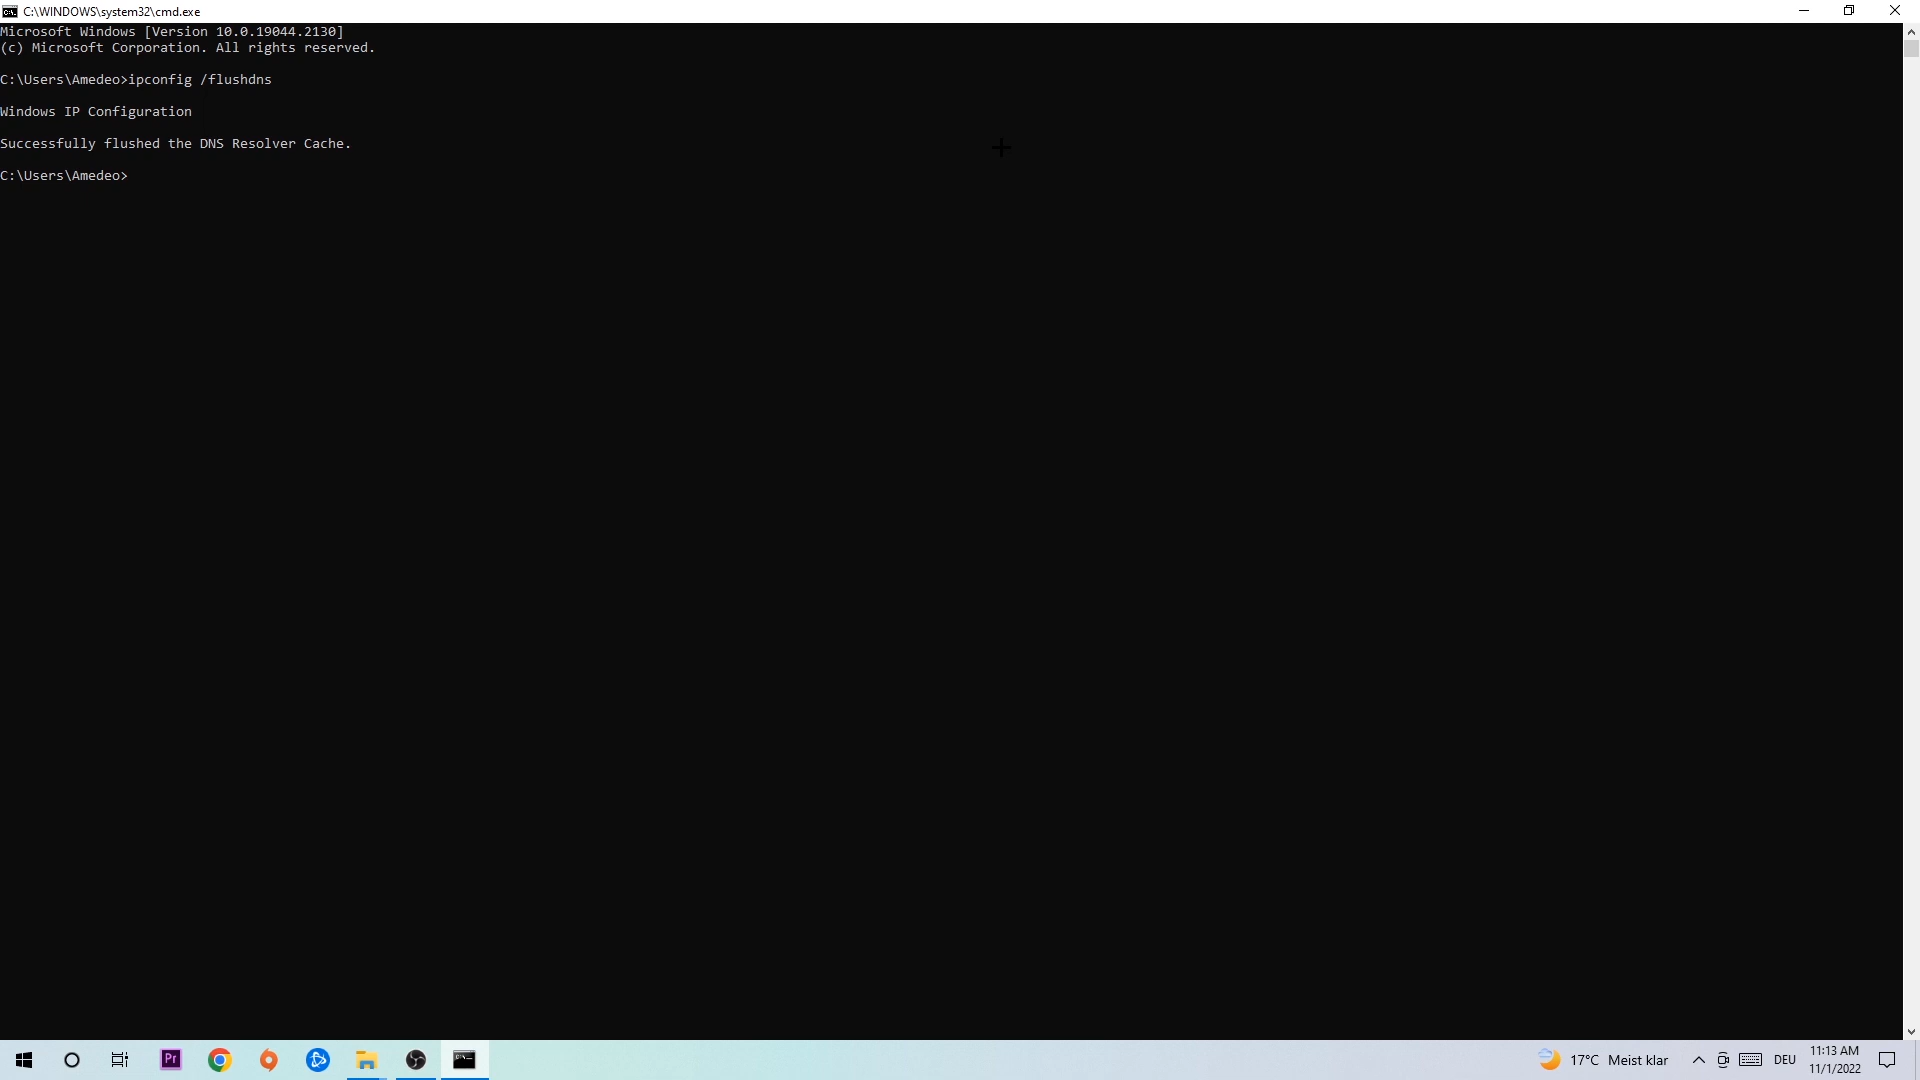 C:\WINDOWS\system32\cmd.exe
Microsoft Windows [Version 10.0.19044.2130]
(c) Microsoft Corporation. All rights reserved.
C:\Users\Amedeo>ipconfig /flushdns
Windows IP Configuration
Successfully flushed the DNS Resolver Cache.
C:\Users\Amedeo>
Pr
17°C Meist klar
DEU
11:13 AM
11/1/2022